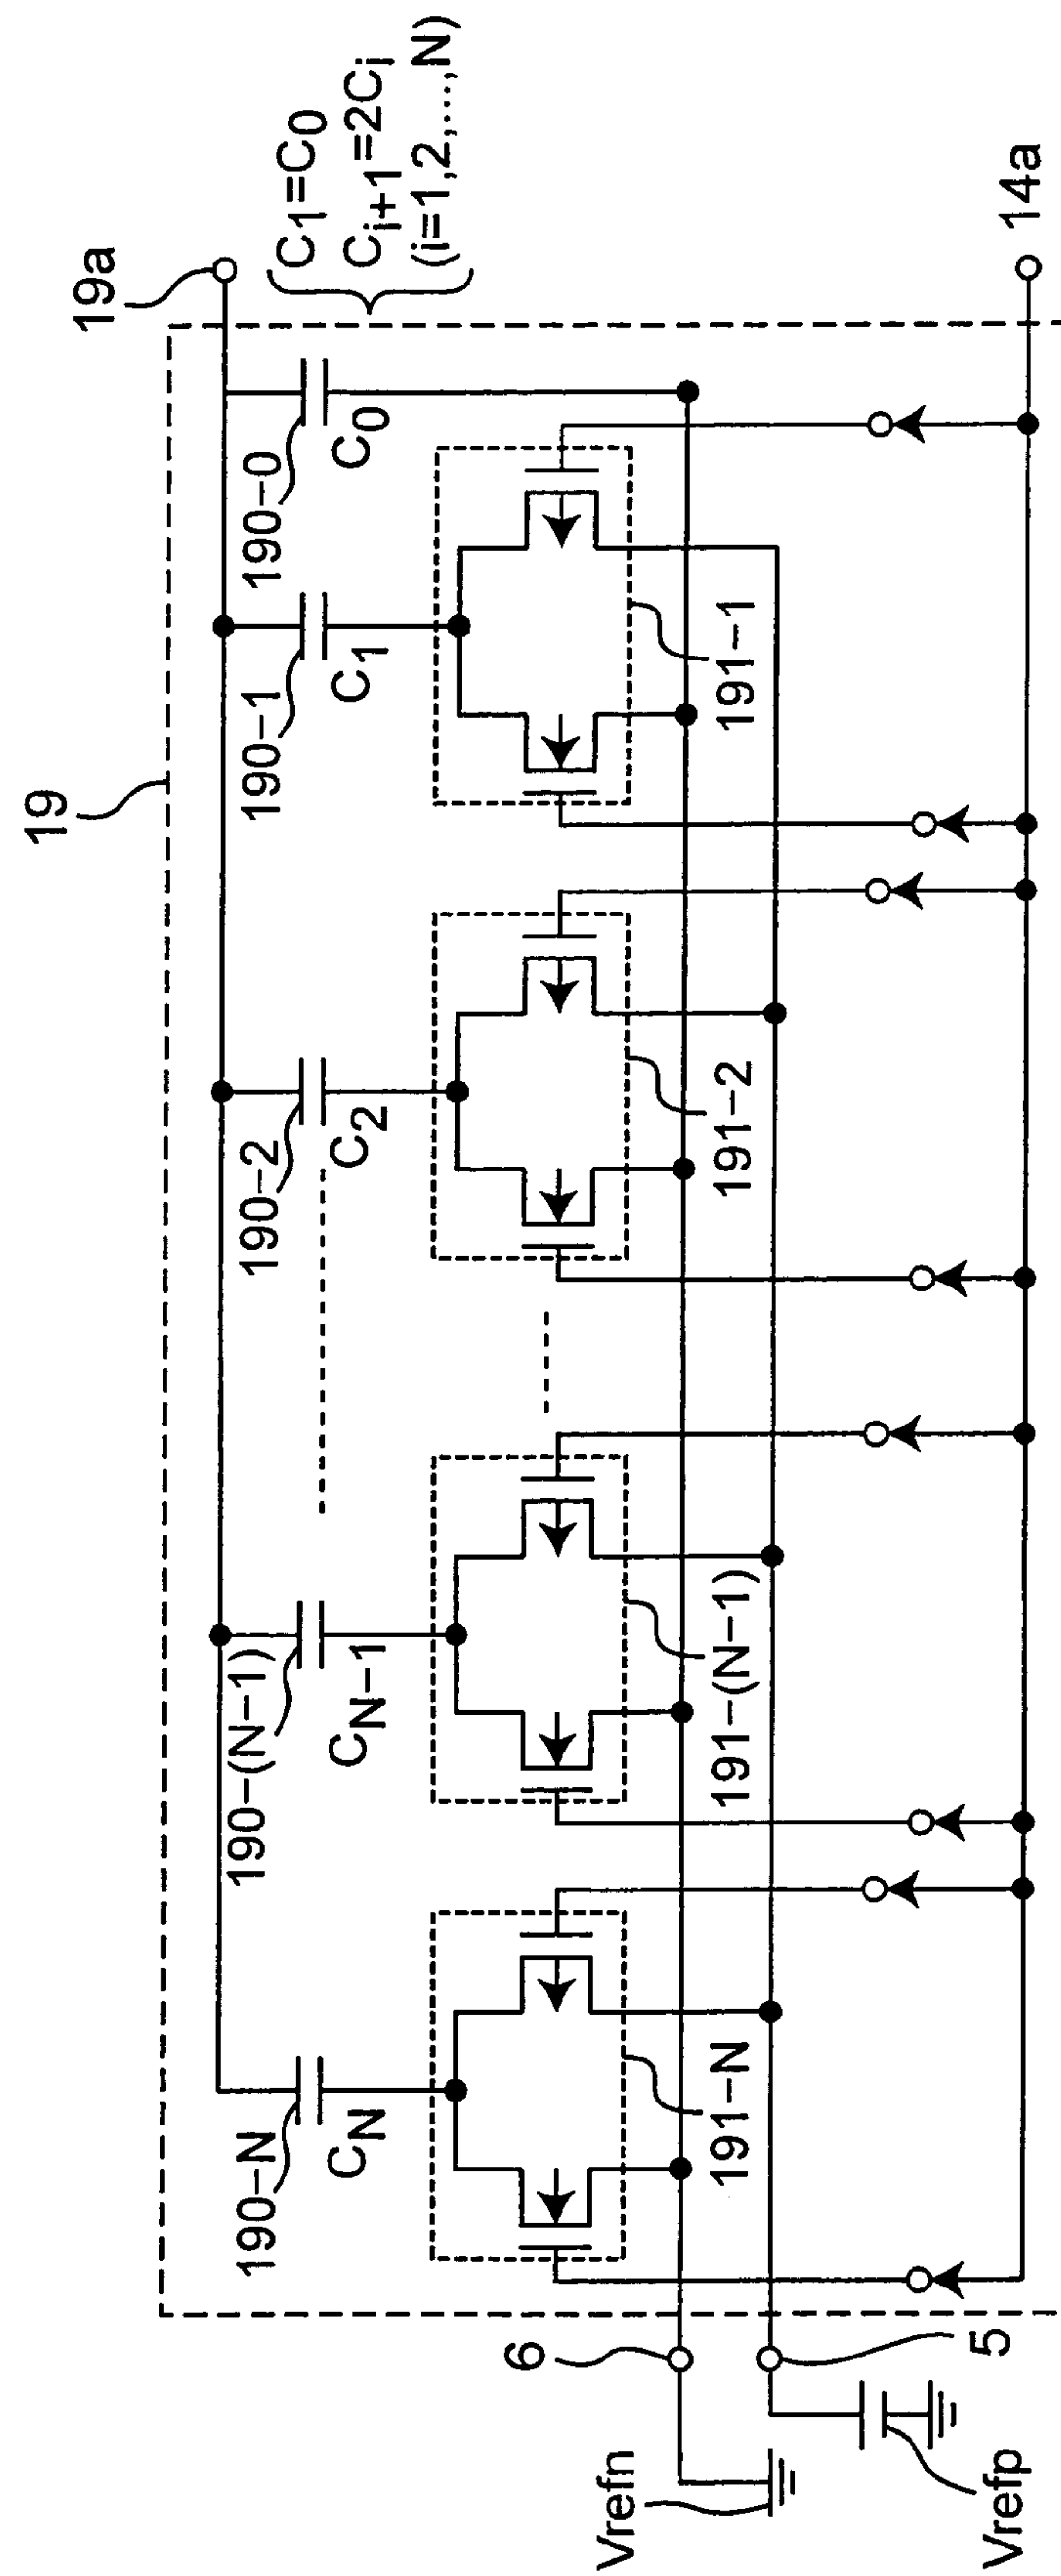 19
19a
C1=C0
Ci+1=2Ci
(i=1,2,...,N)
190-N
190-(N-1)
190-2
190-1
190-0
CN
CN-1
C2
C1
C0
191-N
191-(N-1)
191-2
191-1
6
5
Vrefn
Vrefp
14a